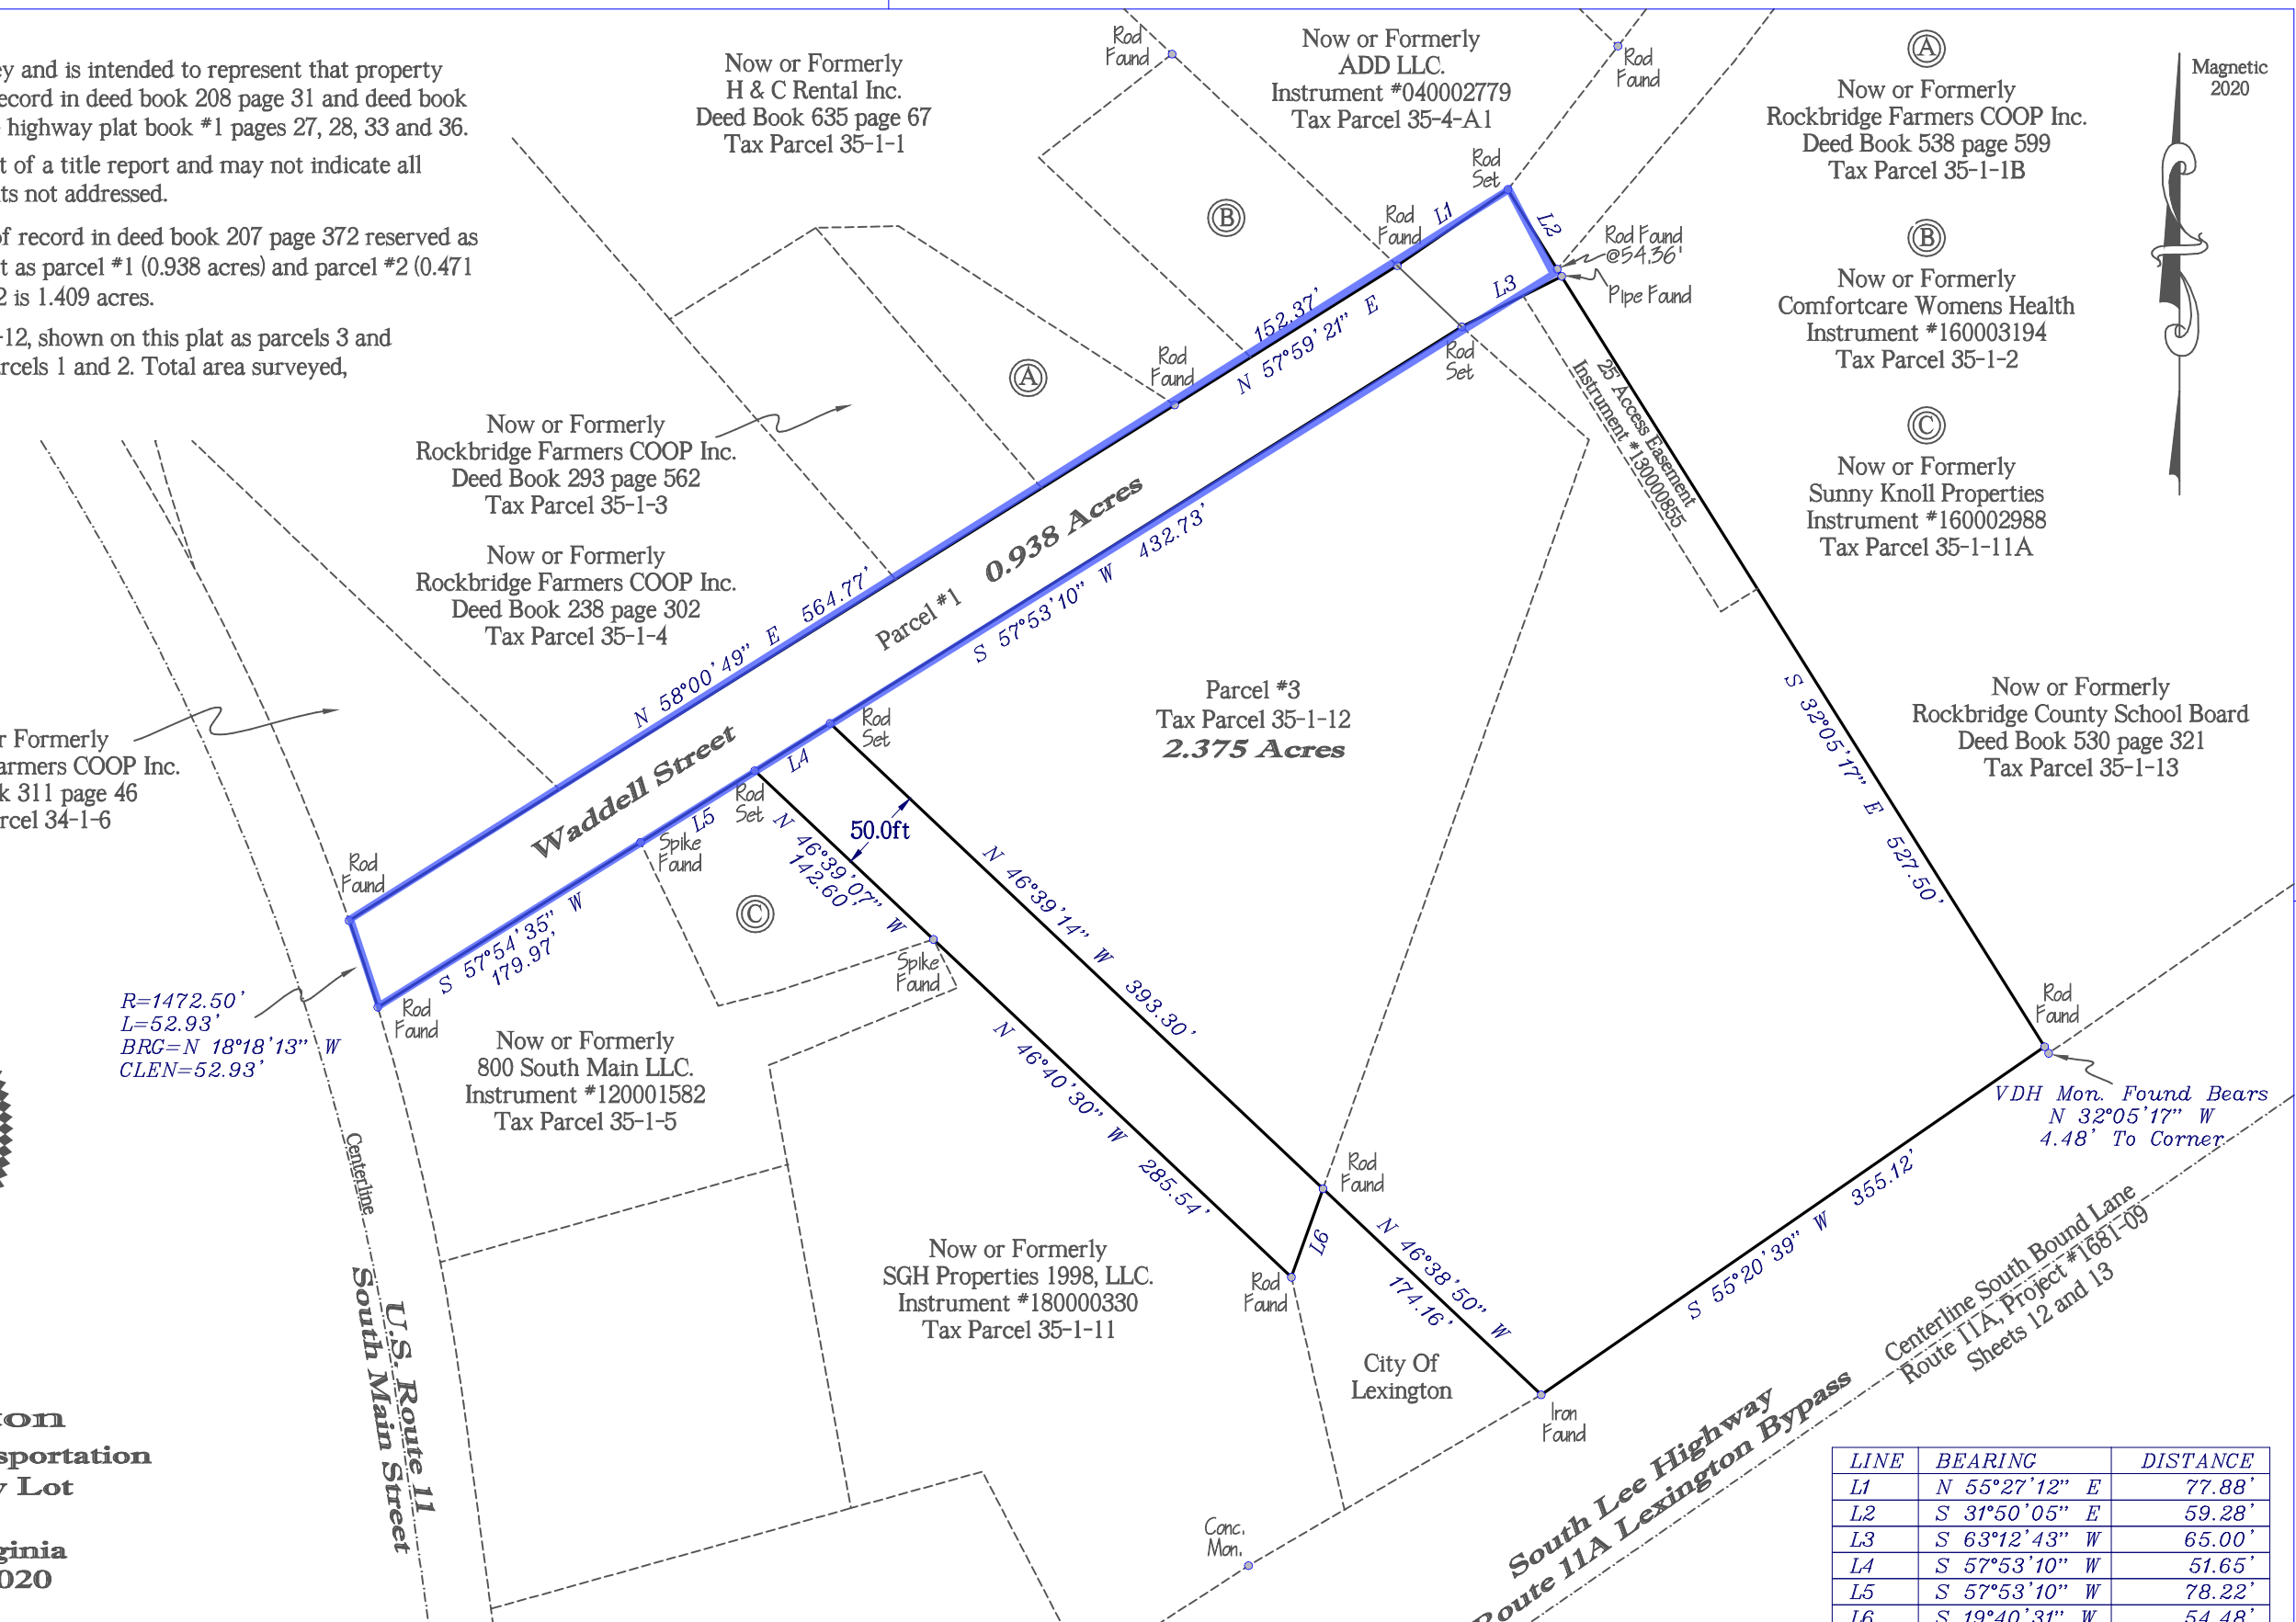 ey and is intended to represent that property
ecord in deed book 208 page 31 and deed book
highway plat book #1 pages 27, 28, 33 and 36.
t of a title report and may not indicate all
ts not addressed.
of record in deed book 207 page 372 reserved as
t as parcel #1 (0.938 acres) and parcel #2 (0.471
2 is 1.409 acres.
-12, shown on this plat as parcels 3 and
rcels 1 and 2. Total area surveyed,
Now or Formerly
H & C Rental Inc.
Deed Book 635 page 67
Tax Parcel 35-1-1
Rod
Found
Now or Formerly
ADD LLC.
Instrument #040002779
Tax Parcel 35-4-A1
Rod
Found
A
Now or Formerly
Rockbridge Farmers COOP Inc.
Deed Book 538 page 599
Tax Parcel 35-1-1B
B
Now or Formerly
Comfortcare Womens Health
Instrument #160003194
Tax Parcel 35-1-2
C
Now or Formerly
Sunny Knoll Properties
Instrument #160002988
Tax Parcel 35-1-11A
Magnetic
2020
Rod
Set
L1
L2
Rod
Found
B
Rod Found
@54.36'
Pipe Found
L3
152.37'
N 57°59'21" E
Rod
Found
Rod
Set
A
25' Access Easement
Instrument #130000855
Now or Formerly
Rockbridge Farmers COOP Inc.
Deed Book 293 page 562
Tax Parcel 35-1-3
Now or Formerly
Rockbridge Farmers COOP Inc.
Deed Book 238 page 302
Tax Parcel 35-1-4
N 58°00'49" E 564.77'
Parcel #1 0.938 Acres
S 57°53'10" W 432.73'
Waddell Street
Parcel #3
Tax Parcel 35-1-12
2.375 Acres
S 32°05'17" E 527.50'
Now or Formerly
Rockbridge County School Board
Deed Book 530 page 321
Tax Parcel 35-1-13
r Formerly
armers COOP Inc.
k 311 page 46
rcel 34-1-6
Rod
Set
L4
Rod
Set
L5
Spike
Found
50.0ft
Rod
Found
C
N 46°39'07" W
142.60'
N 46°39'14" W 393.30'
S 57°54'35" W
179.97'
Spike
Found
R=1472.50'
L=52.93'
BRG=N 18°18'13" W
CLEN=52.93'
Rod
Found
Now or Formerly
800 South Main LLC.
Instrument #120001582
Tax Parcel 35-1-5
N 46°40'30" W 285.54'
Rod
Found
VDH Mon. Found Bears
N 32°05'17" W
4.48' To Corner
Centerline
Rod
Found
L6
N 46°38'50" W
174.16'
S 55°20'39" W 355.12'
Now or Formerly
SGH Properties 1998, LLC.
Instrument #180000330
Tax Parcel 35-1-11
Rod
Found
City Of
Lexington
Iron
Found
Centerline South Bound Lane
Route 11A, Project #1681-09
Sheets 12 and 13
U.S. Route 11
South Main Street
South Lee Highway
Route 11A Lexington Bypass
Conc.
Mon.
ton
sportation
y Lot
ginia
020
LINE BEARING DISTANCE
L1 N 55°27'12" E 77.88'
L2 S 31°50'05" E 59.28'
L3 S 63°12'43" W 65.00'
L4 S 57°53'10" W 51.65'
L5 S 57°53'10" W 78.22'
L6 S 19°40'31" W 54.48'